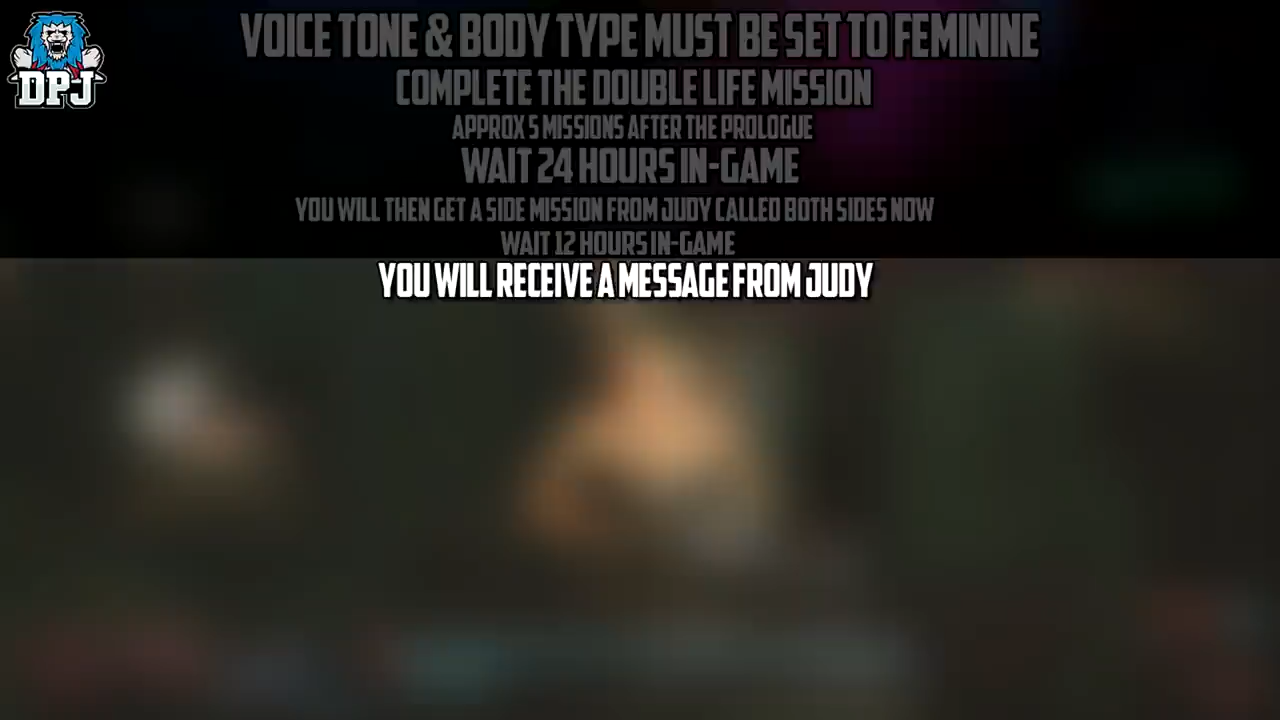 VOICE TONE & BODY TYPE MUST BE SET TO FEMININE
DPJ
COMPLETE THE DOUBLE LIFE MISSION
APPROX 5 MISSIONS AFTER THE PROLOGUE
WAIT 24 HOURS IN-GAME
YOU WILL THEN GET A SIDE MISSION FROM JUDY CALLED BOTH SIDES NOW
WAIT 12 HOURS IN-GAME
YOU WILL RECEIVE A MESSAGE FROM JUDY